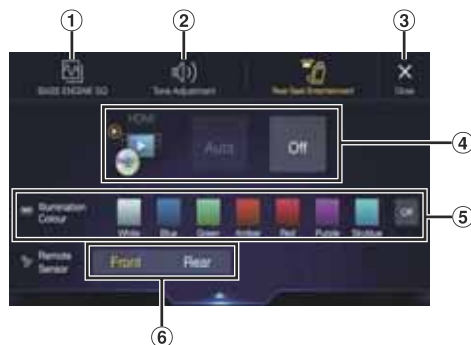 1 2 3
BASS ENGINE SQ Tone Adjustment Rear Seat Entertainment Close
HDMI
Auto Off
4
Illumination Colour White Blue Green Amber Red Purple Skyblue Off
5
Remote Sensor Front Rear
6